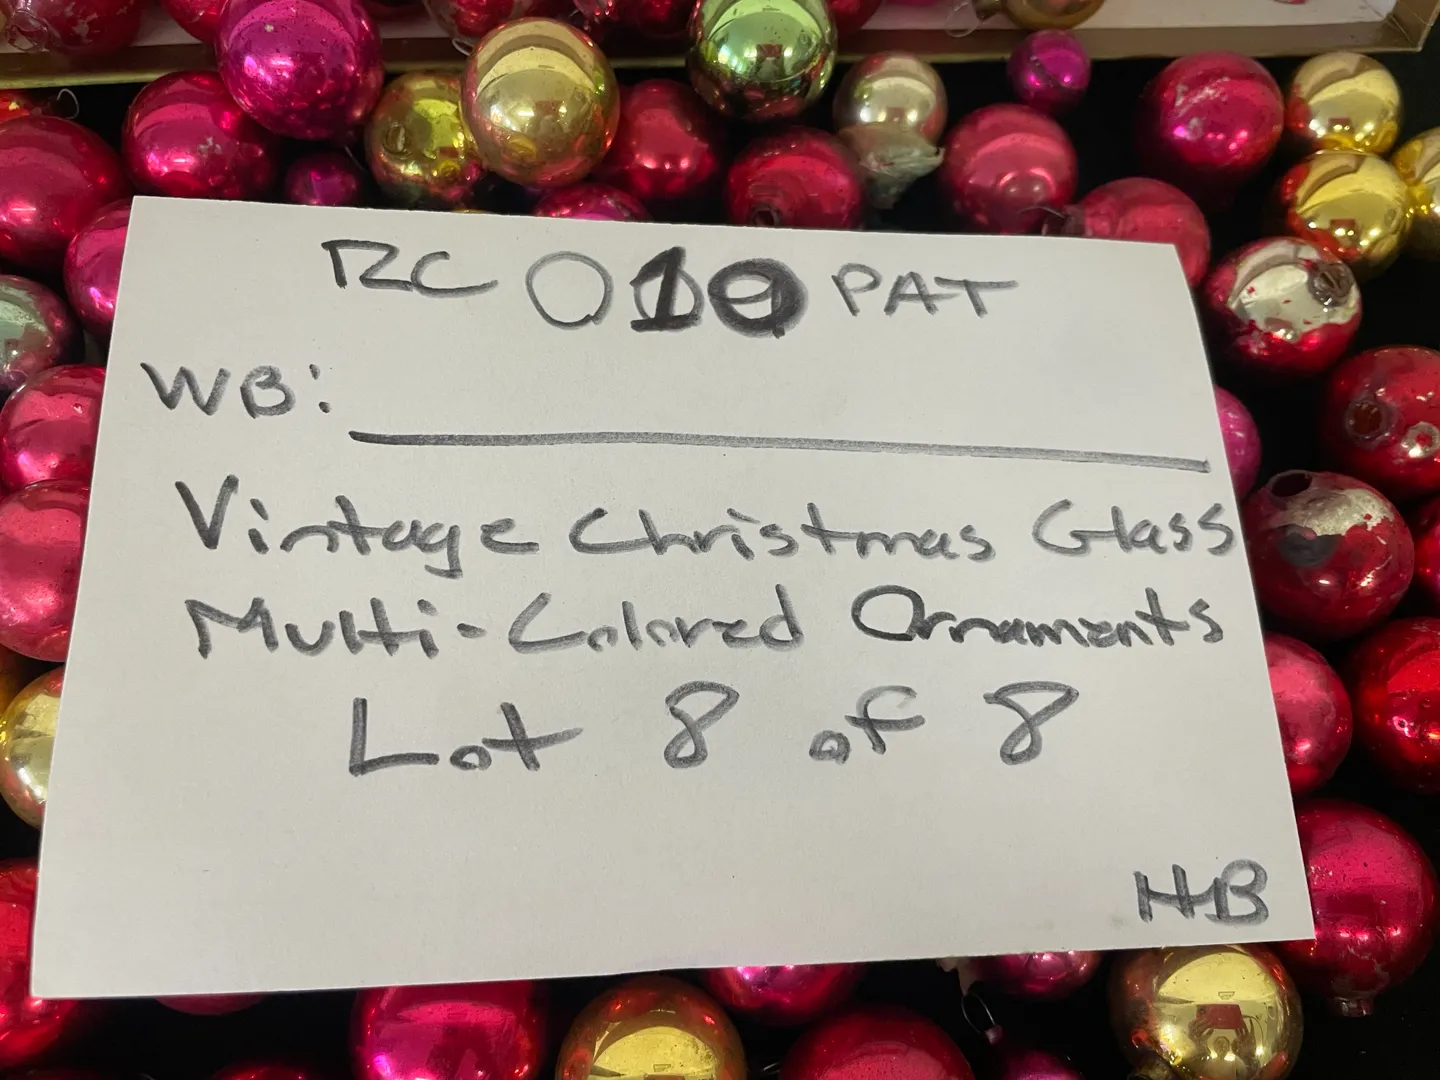 RC 010 PAT
WB:
Vintage Christmas Glass
Multi-Colored Ornaments
Lot 8 of 8
HB